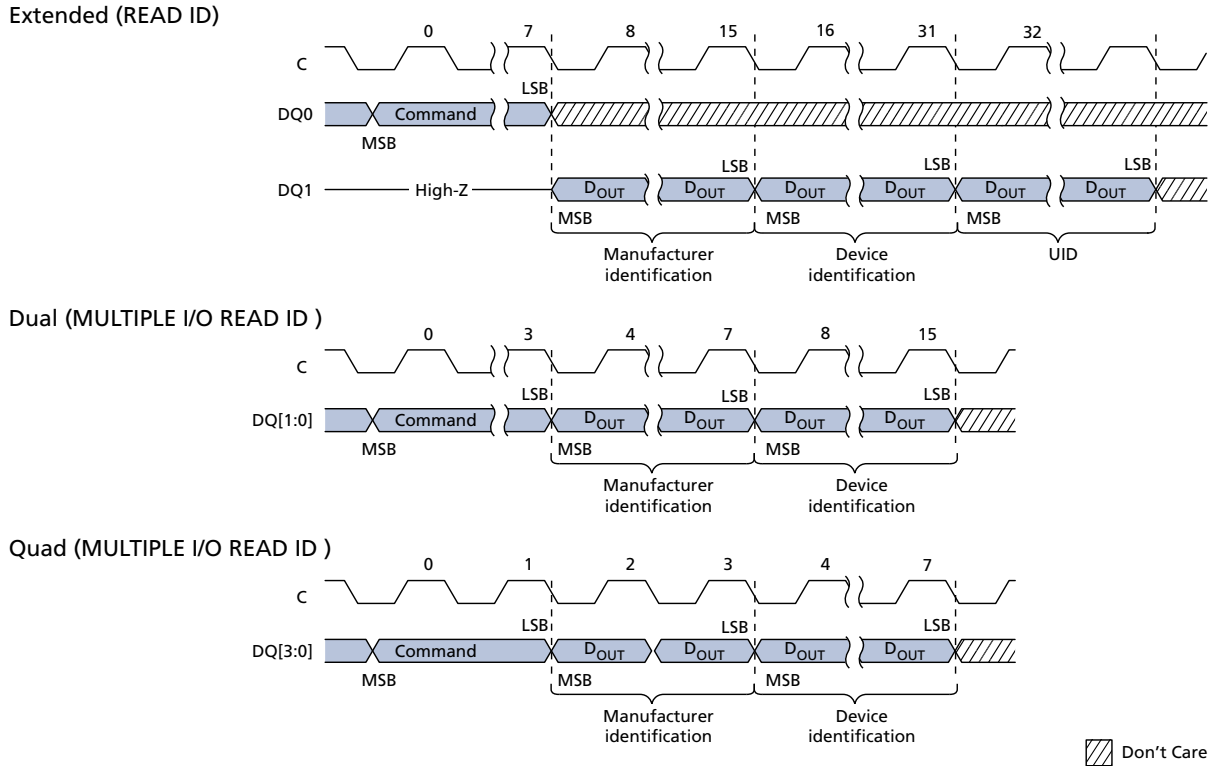 Extended (READ ID)
0 7 8 15 16 31 32
C
LSB
DQ0 Command
MSB
LSB LSB LSB
DQ1 High-Z DOUT DOUT DOUT DOUT DOUT DOUT
MSB MSB MSB
Manufacturer identification
Device identification
UID
Dual (MULTIPLE I/O READ ID )
0 3 4 7 8 15
C
LSB LSB LSB
DQ[1:0] Command DOUT DOUT DOUT DOUT
MSB MSB MSB
Manufacturer identification
Device identification
Quad (MULTIPLE I/O READ ID )
0 1 2 3 4 7
C
LSB LSB LSB
DQ[3:0] Command DOUT DOUT DOUT DOUT
MSB MSB MSB
Manufacturer identification
Device identification
Don't Care